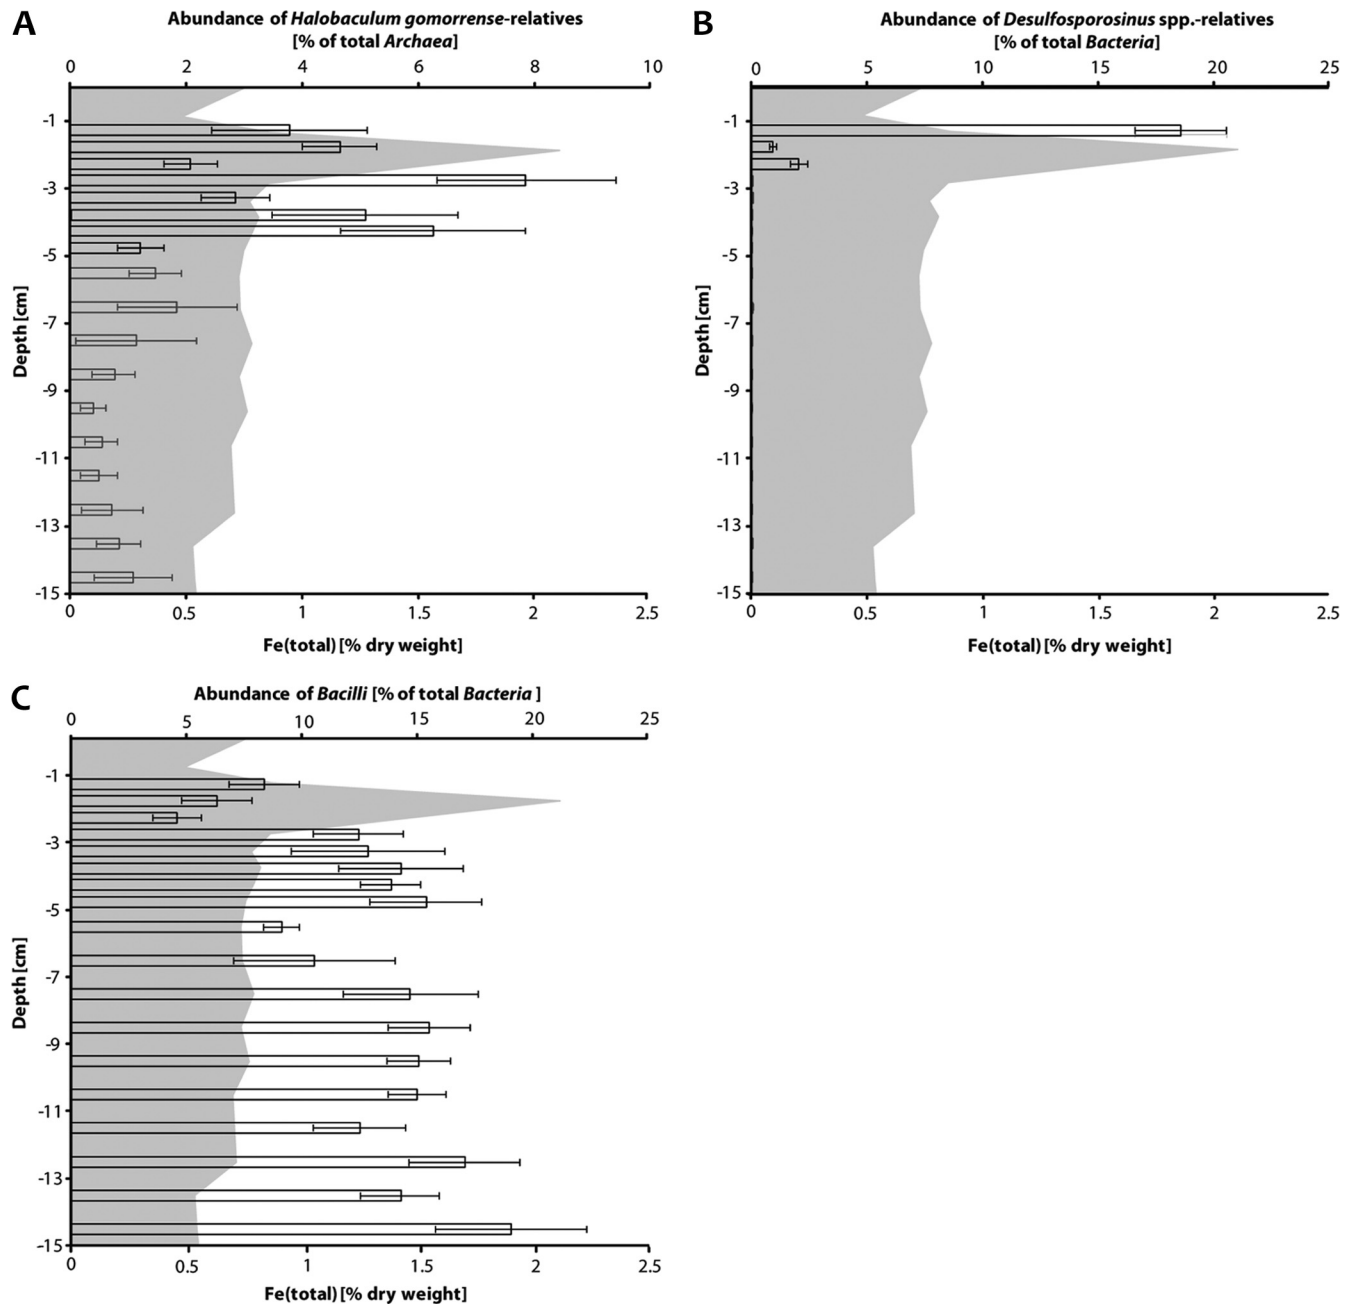 A
Abundance of Halobaculum gomorrense-relatives
[% of total Archaea]
0 2 4 6 8 10
-1
-3
-5
-7
-9
-11
-13
-15
Depth [cm]
0 0.5 1 1.5 2 2.5
Fe(total) [% dry weight]
B
Abundance of Desulfosporosinus spp.-relatives
[% of total Bacteria]
0 5 10 15 20 25
-1
-3
-5
-7
-9
-11
-13
-15
Depth [cm]
0 0.5 1 1.5 2 2.5
Fe(total) [% dry weight]
C
Abundance of Bacilli [% of total Bacteria ]
0 5 10 15 20 25
-1
-3
-5
-7
-9
-11
-13
-15
Depth [cm]
0 0.5 1 1.5 2 2.5
Fe(total) [% dry weight]